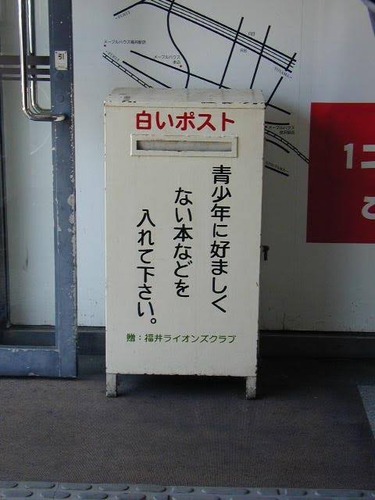 白いポスト
青少年に好ましく
ない本などを
入れて下さい。
贈：福井ライオンズクラブ